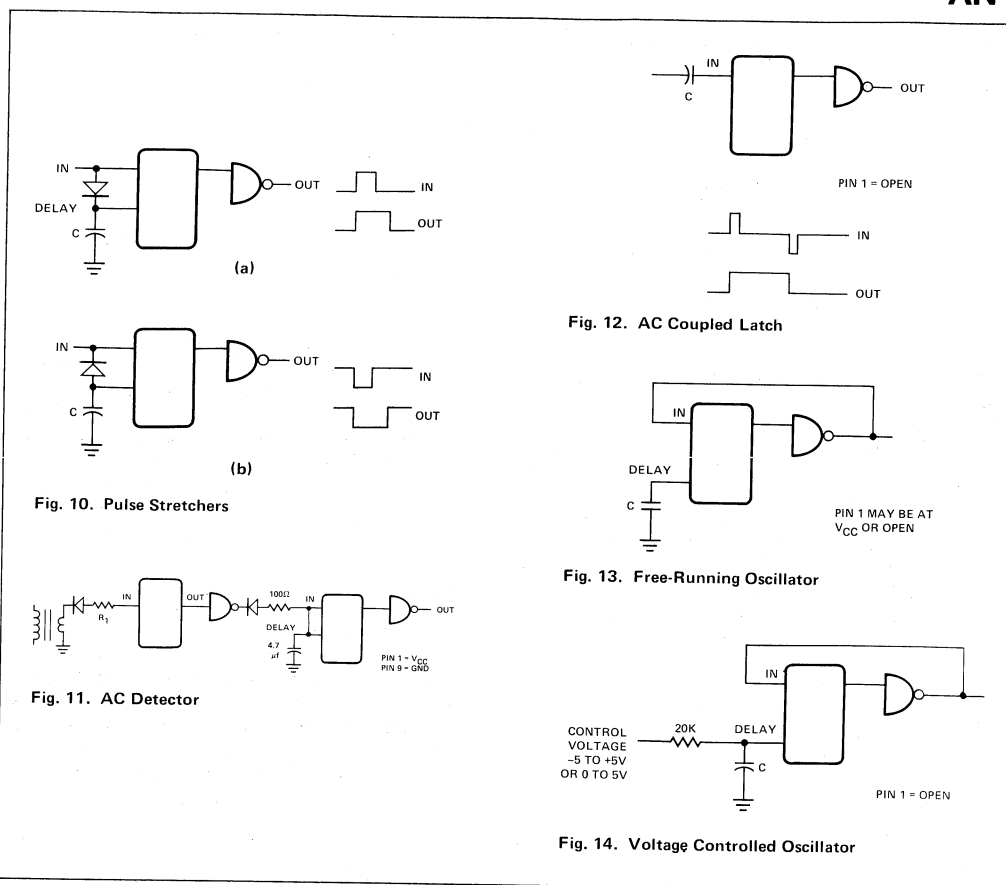 AN
IN
DELAY
C
OUT
IN
OUT
(a)
IN
C
OUT
IN
OUT
(b)
Fig. 10. Pulse Stretchers
R1
IN
OUT
100Ω
IN
DELAY
4.7
μf
OUT
PIN 1 = VCC
PIN 9 = GND
Fig. 11. AC Detector
IN
C
OUT
PIN 1 = OPEN
IN
OUT
Fig. 12. AC Coupled Latch
IN
DELAY
C
PIN 1 MAY BE AT
VCC OR OPEN
Fig. 13. Free-Running Oscillator
IN
CONTROL
VOLTAGE
-5 TO +5V
OR 0 TO 5V
20K
DELAY
C
PIN 1 = OPEN
Fig. 14. Voltage Controlled Oscillator